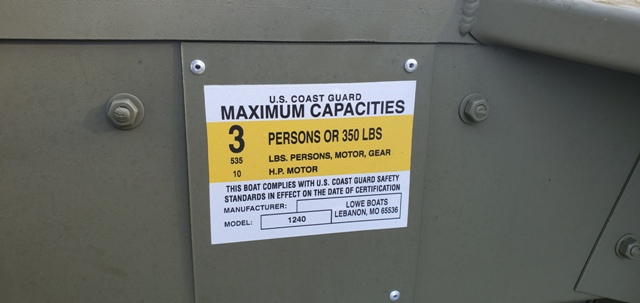 U.S. COAST GUARD
MAXIMUM CAPACITIES
3 PERSONS OR 350 LBS
535 LBS. PERSONS, MOTOR, GEAR
10 H.P. MOTOR
THIS BOAT COMPLIES WITH U.S. COAST GUARD SAFETY
STANDARDS IN EFFECT ON THE DATE OF CERTIFICATION
MANUFACTURER: LOWE BOATS
LEBANON, MO 65536
MODEL: 1240